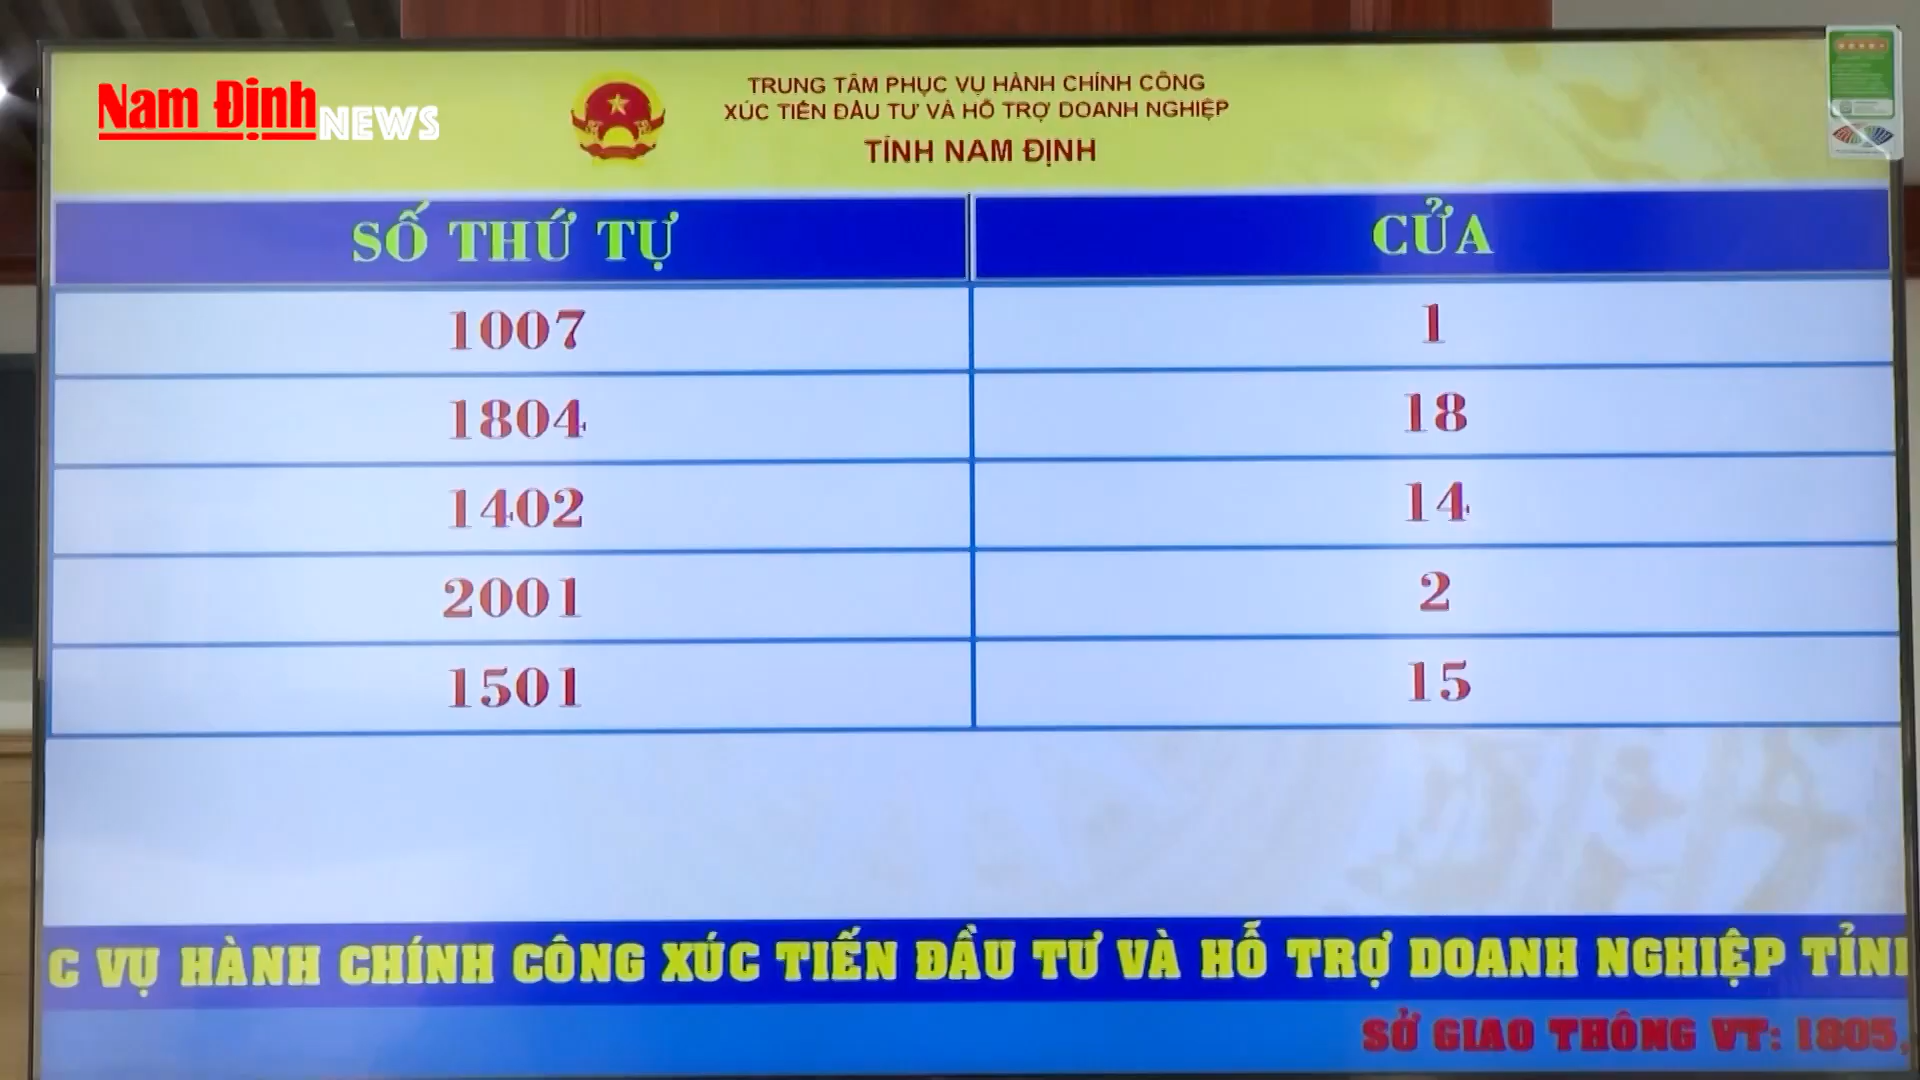 Nam Định NEWS
TRUNG TÂM PHỤC VỤ HÀNH CHÍNH CÔNG
XÚC TIẾN ĐẦU TƯ VÀ HỖ TRỢ DOANH NGHIỆP
TỈNH NAM ĐỊNH
SỐ THỨ TỰ CỬA
1007 1
1804 18
1402 14
2001 2
1501 15
C VỤ HÀNH CHÍNH CÔNG XÚC TIẾN ĐẦU TƯ VÀ HỖ TRỢ DOANH NGHIỆP TỈNH
SỞ GIAO THÔNG VT: 1805,